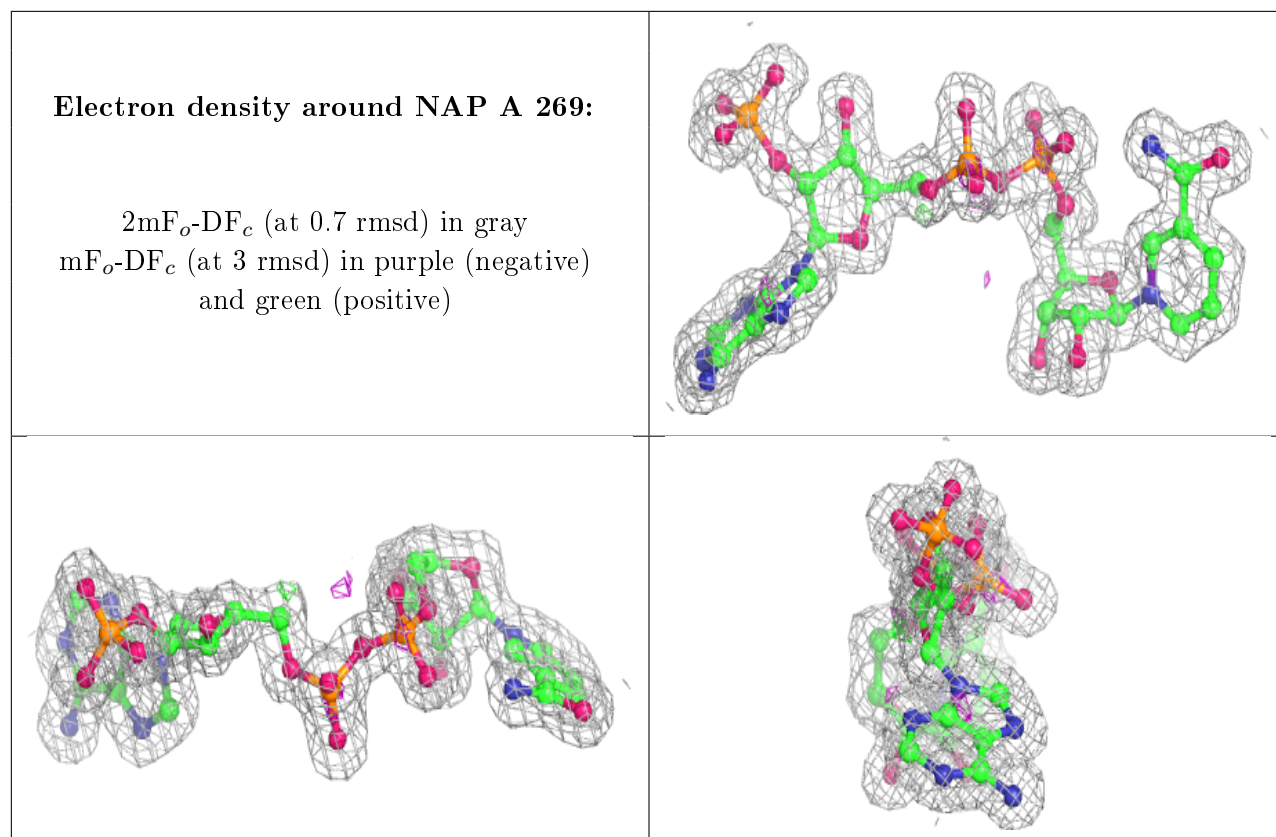 Electron density around NAP A 269:
2mFₒ-DF𝒸 (at 0.7 rmsd) in gray
mFₒ-DF𝒸 (at 3 rmsd) in purple (negative)
and green (positive)